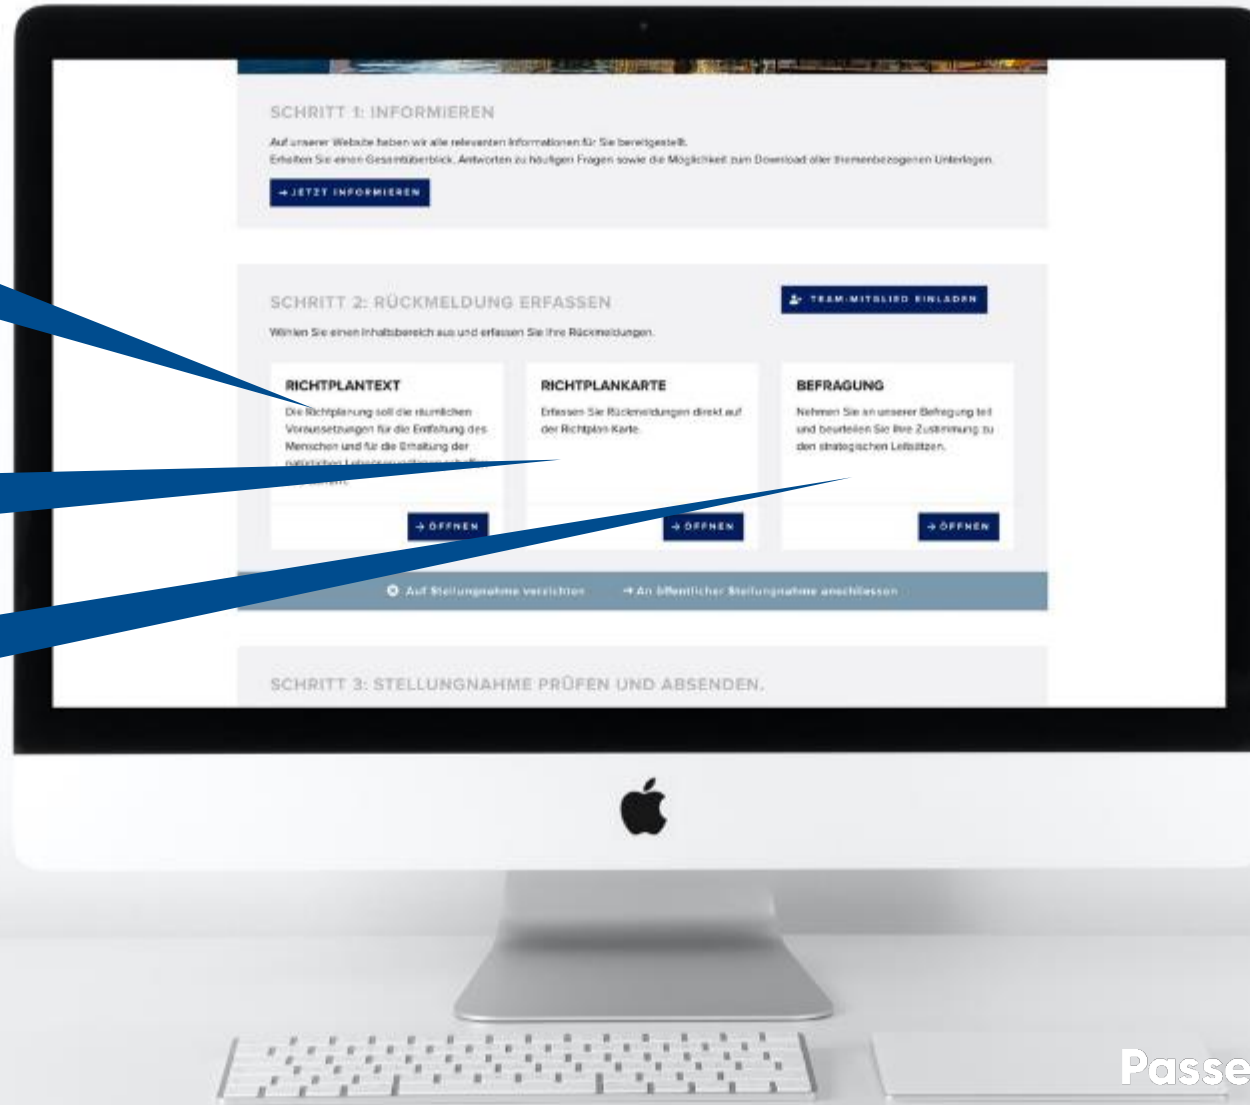 SCHRITT 1: INFORMIEREN
Auf unserer Website haben wir alle relevanten Informationen für Sie bereitgestellt.
Erhalten Sie einen Gesamtüberblick, Antworten zu häufigen Fragen sowie die Möglichkeit zum Download aller themenbezogenen Unterlagen.
→ JETZT INFORMIEREN
SCHRITT 2: RÜCKMELDUNG ERFASSEN
TEAM-MITGLIED EINLADEN
Wählen Sie einen Inhaltsbereich aus und erfassen Sie Ihre Rückmeldungen.
RICHTPLANTEXT
Die Richtplanung soll die räumlichen
Voraussetzungen für die Entfaltung des
Menschen und für die Erhaltung der
natürlichen
→ ÖFFNEN
RICHTPLANKARTE
Erfassen Sie Rückmeldungen direkt auf
der Richtplan Karte.
→ ÖFFNEN
BEFRAGUNG
Nehmen Sie an unserer Befragung teil
und beurteilen Sie Ihre Zustimmung zu
den strategischen Leitsätzen.
→ ÖFFNEN
Auf Stellungnahme verzichten → An öffentlicher Stellungnahme anschliessen
SCHRITT 3: STELLUNGNAHME PRÜFEN UND ABSENDEN.
Passe